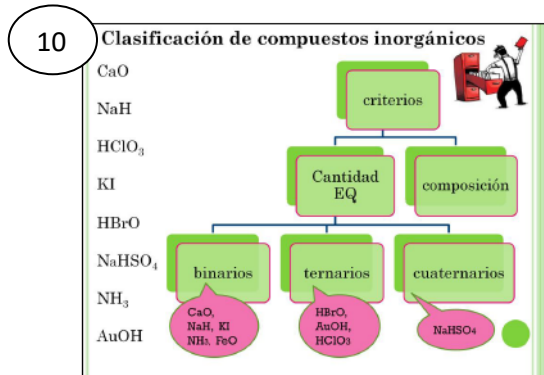 10
Clasificación de compuestos inorgánicos
CaO
NaH
HClO₃
KI
HBrO
NaHSO₄
NH₃
AuOH
criterios
Cantidad
EQ
composición
binarios
ternarios
cuaternarios
CaO,
NaH, KI
NH₃, FeO
HBrO,
AuOH,
HClO₃
NaHSO₄